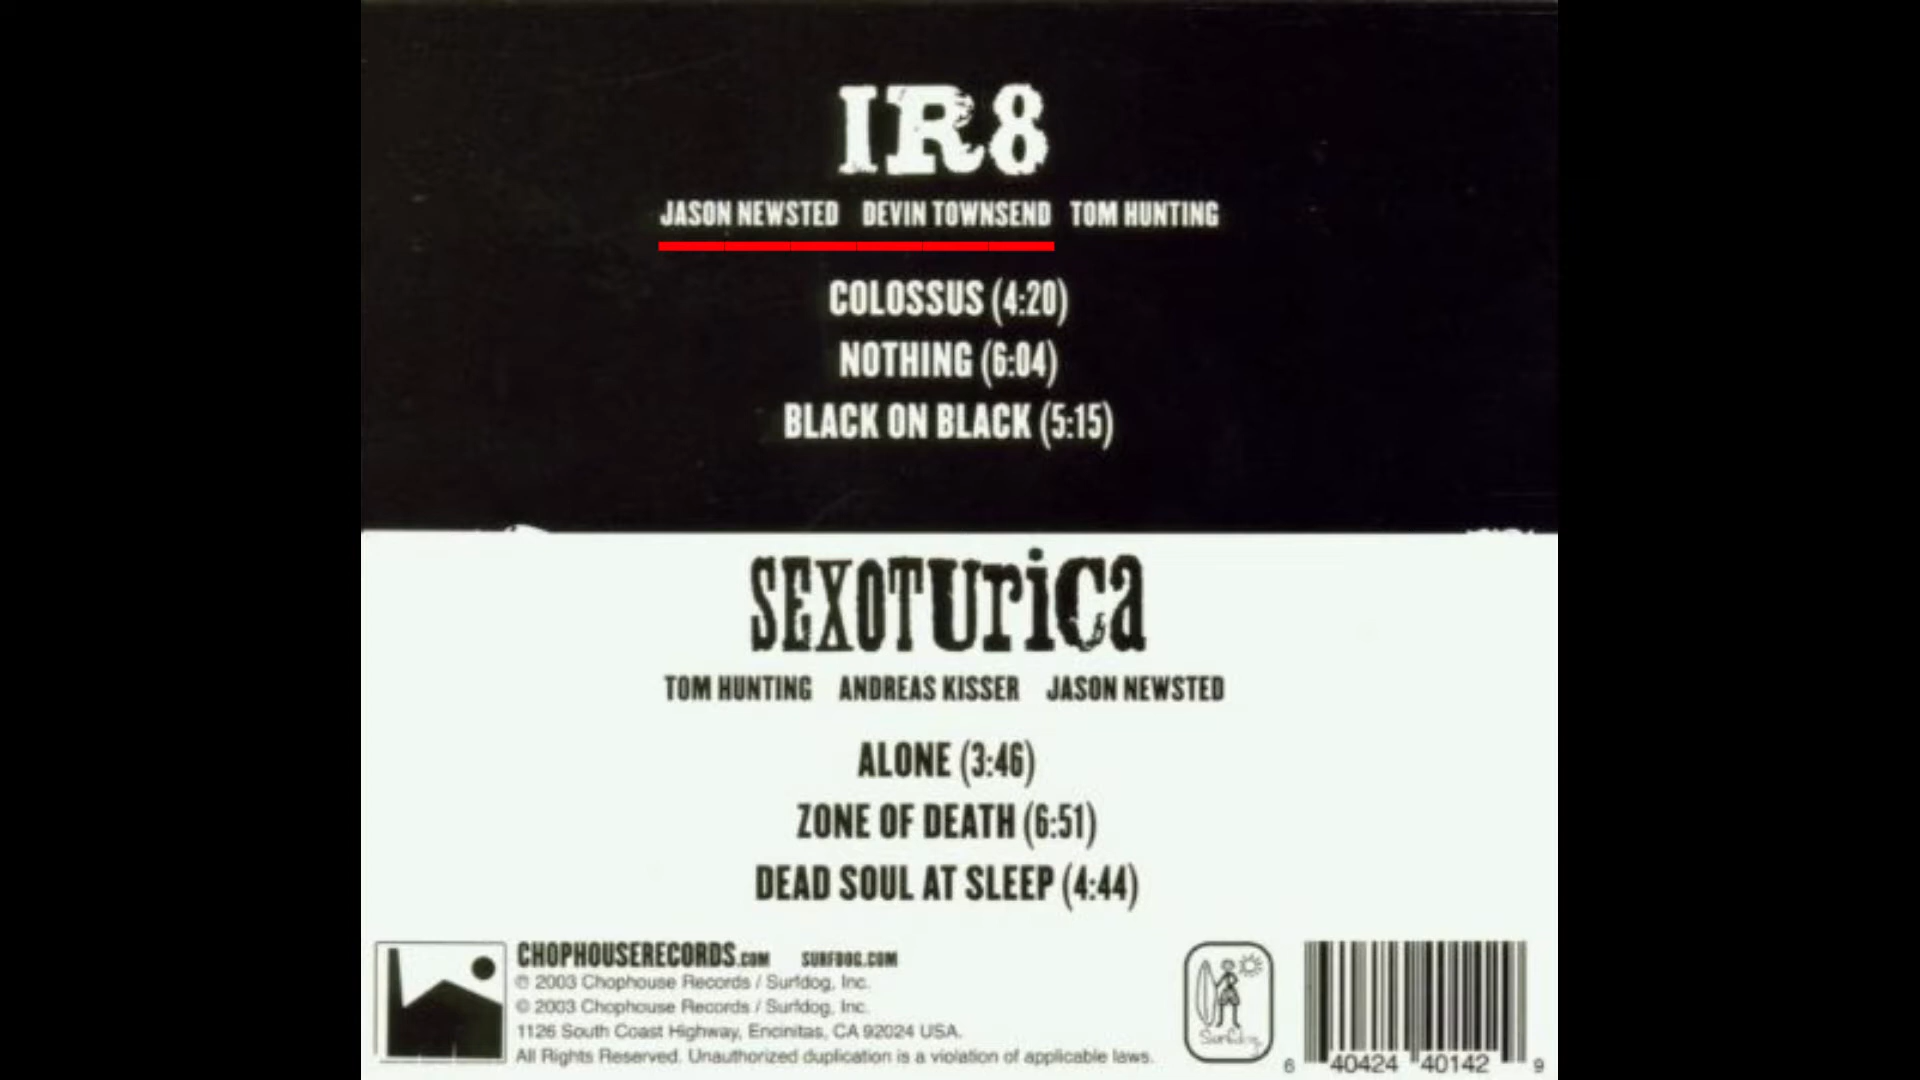 IR8
JASON NEWSTED DEVIN TOWNSEND TOM HUNTING
COLOSSUS (4:20)
NOTHING (6:04)
BLACK ON BLACK (5:15)
SEXOTURICA
TOM HUNTING ANDREAS KISSER JASON NEWSTED
ALONE (3:46)
ZONE OF DEATH (6:51)
DEAD SOUL AT SLEEP (4:44)
CHOPHOUSERECORDS.COM SURFDOG.COM
℗ 2003 Chophouse Records / Surfdog, Inc.
© 2003 Chophouse Records / Surfdog, Inc.
1126 South Coast Highway, Encinitas, CA 92024 USA.
All Rights Reserved. Unauthorized duplication is a violation of applicable laws.
Surfdog
6 40424 40142 9